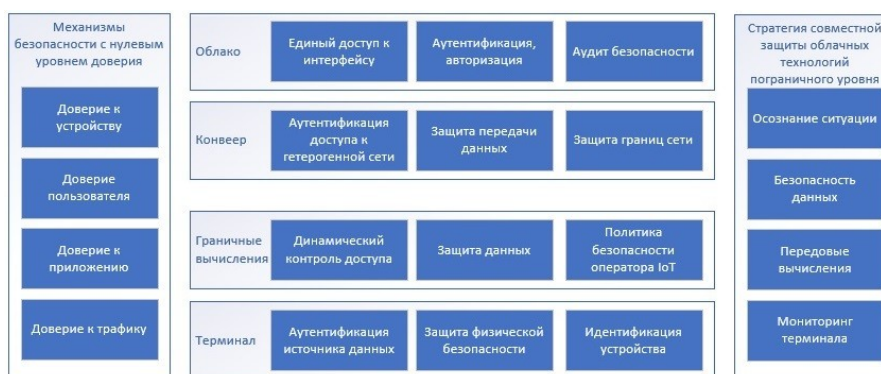 Механизмы
безопасности с нулевым
уровнем доверия
Доверие к
устройству
Доверие
пользователя
Доверие к
приложению
Доверие к трафику
Облако
Единый доступ к
интерфейсу
Аутентификация,
авторизация
Аудит безопасности
Конвеер
Аутентификация
доступа к
гетерогенной сети
Защита передачи
данных
Защита границ сети
Граничные
вычисления
Динамический
контроль доступа
Защита данных
Политика
безопасности
оператора IoT
Терминал
Аутентификация
источника данных
Защита физической
безопасности
Идентификация
устройства
Стратегия совместной
защиты облачных
технологий
пограничного уровня
Осознание ситуации
Безопасность
данных
Передовые
вычисления
Мониторинг
терминала